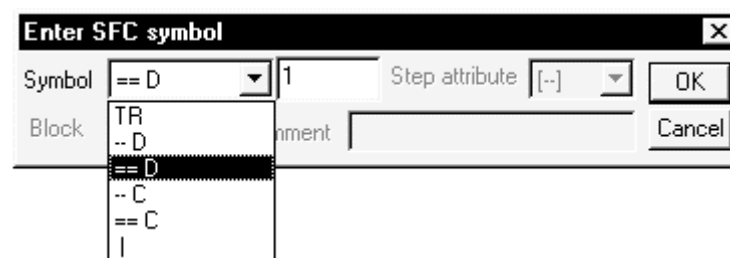 Enter SFC symbol
Symbol == D 1 Step attribute [--] OK
Block mment Cancel
TR
-- D
== D
-- C
== C
|